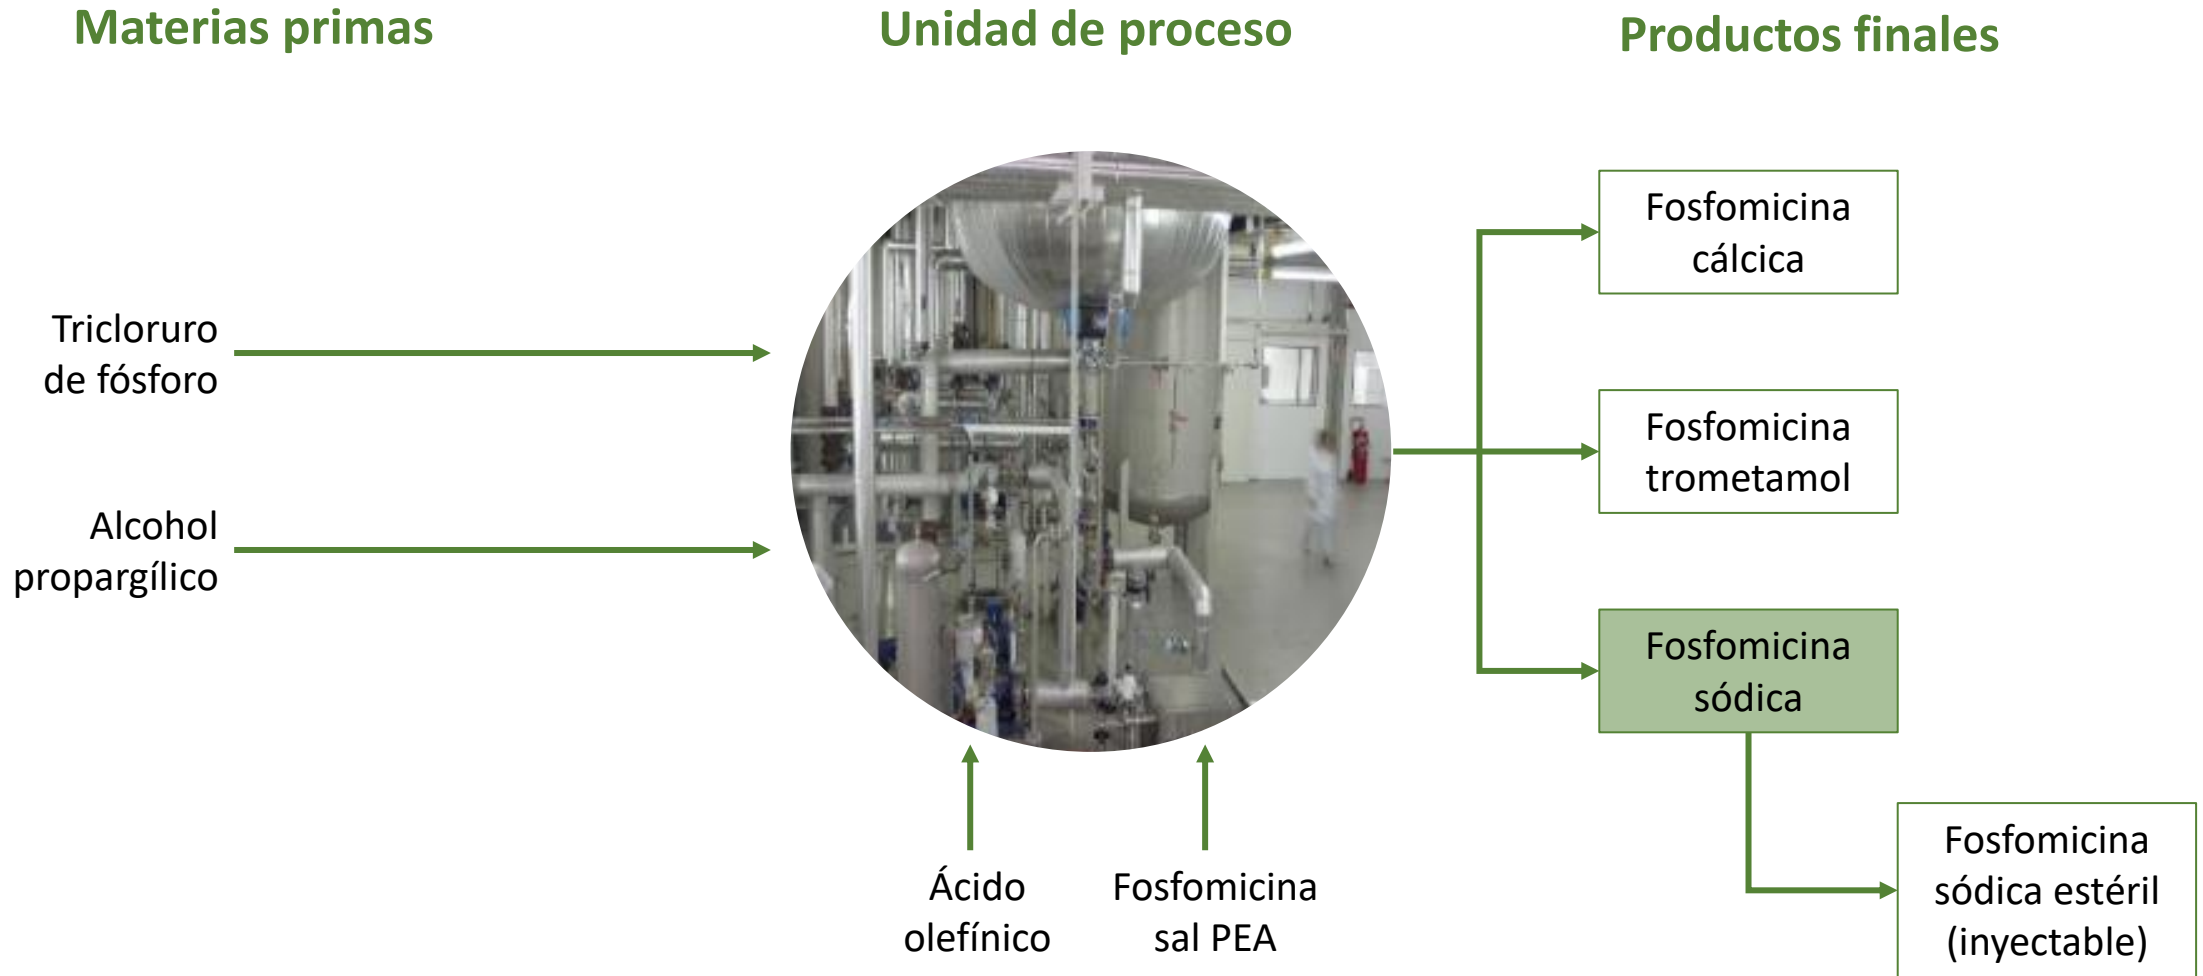 Materias primas
Unidad de proceso
Productos finales
Tricloruro
de fósforo
Alcohol
propargílico
Ácido
olefínico
Fosfomicina
sal PEA
Fosfomicina
cálcica
Fosfomicina
trometamol
Fosfomicina
sódica
Fosfomicina
sódica estéril
(inyectable)